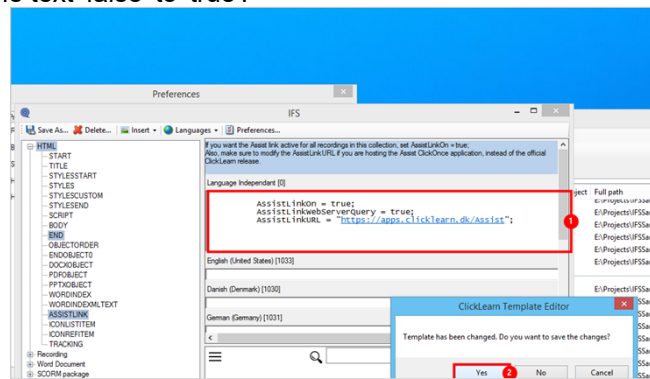 Preferences
IFS
Save As... Delete... Insert Languages Preferences...
HTML
START
TITLE
STYLESSTART
STYLES
STYLESCUSTOM
STYLESEND
SCRIPT
BODY
END
OBJECTORDER
ENDOBJECT0
DOCXOBJECT
PDFOBJECT
PPTXOBJECT
WORDINDEX
WORDINDEXMLTEXT
ASSISTLINK
ICONLISTITEM
ICONREFITEM
TRACKING
Recording
Word Document
SCORM package
If you want the Assist link active for all recordings in this collection, set AssistLinkOn = true;
Also, make sure to modify the AssistLinkURL if you are hosting the Assist ClickOnce application, instead of the official
ClickLearn release.
Language Independant [0]
AssistLinkOn = true;
AssistLinkWebServerQuery = true;
AssistLinkURL = "https://apps.clicklearn.dk/Assist";
1
English (United States) [1033]
Danish (Denmark) [1030]
German (Germany) [1031]
ject Full path
E:\Projects\IFSSa
E:\Projects\IFSSa
E:\Projects\IFSSa
E:\Projects\IFSSa
E:\Projects\IFSSa
E:\Projects\IFSSa
ClickLearn Template Editor
Template has been changed. Do you want to save the changes?
Yes 2 No Cancel